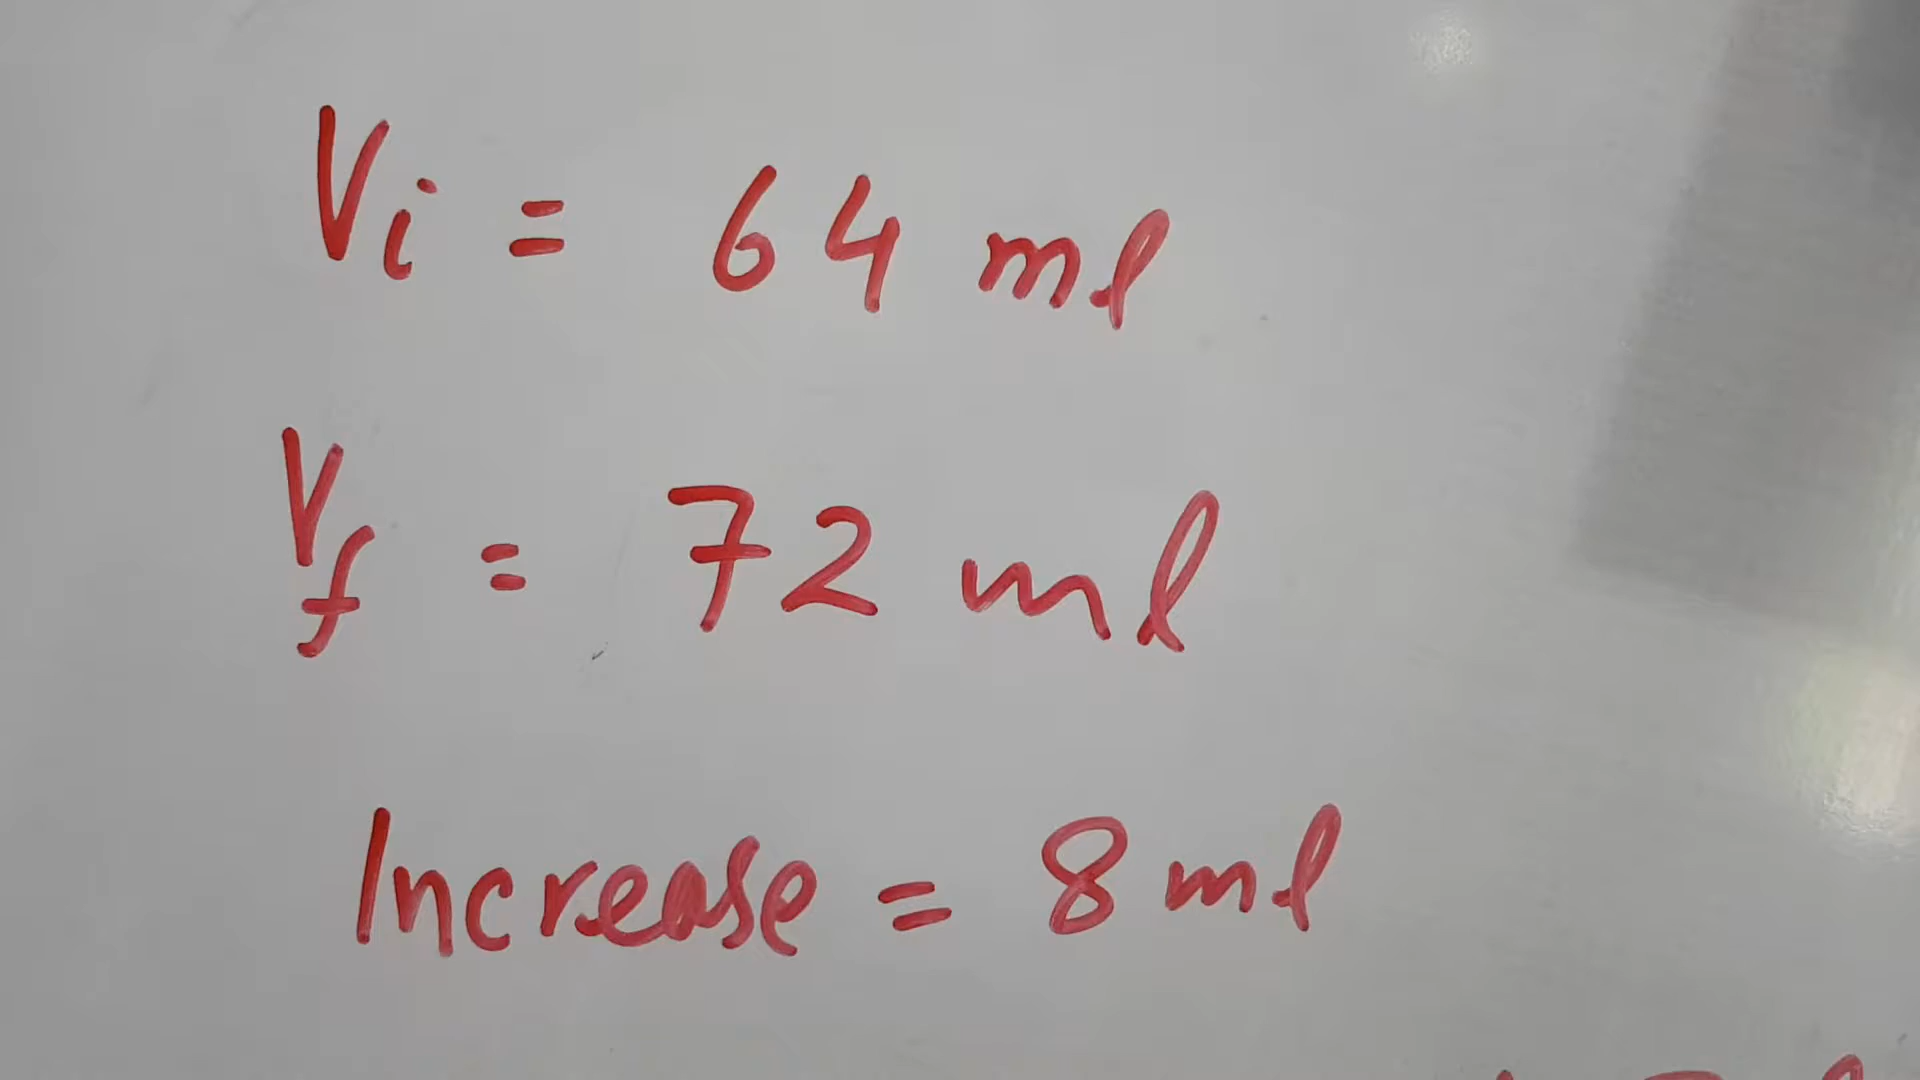 Vi = 64 ml
Vf = 72 ml
Increase = 8 ml